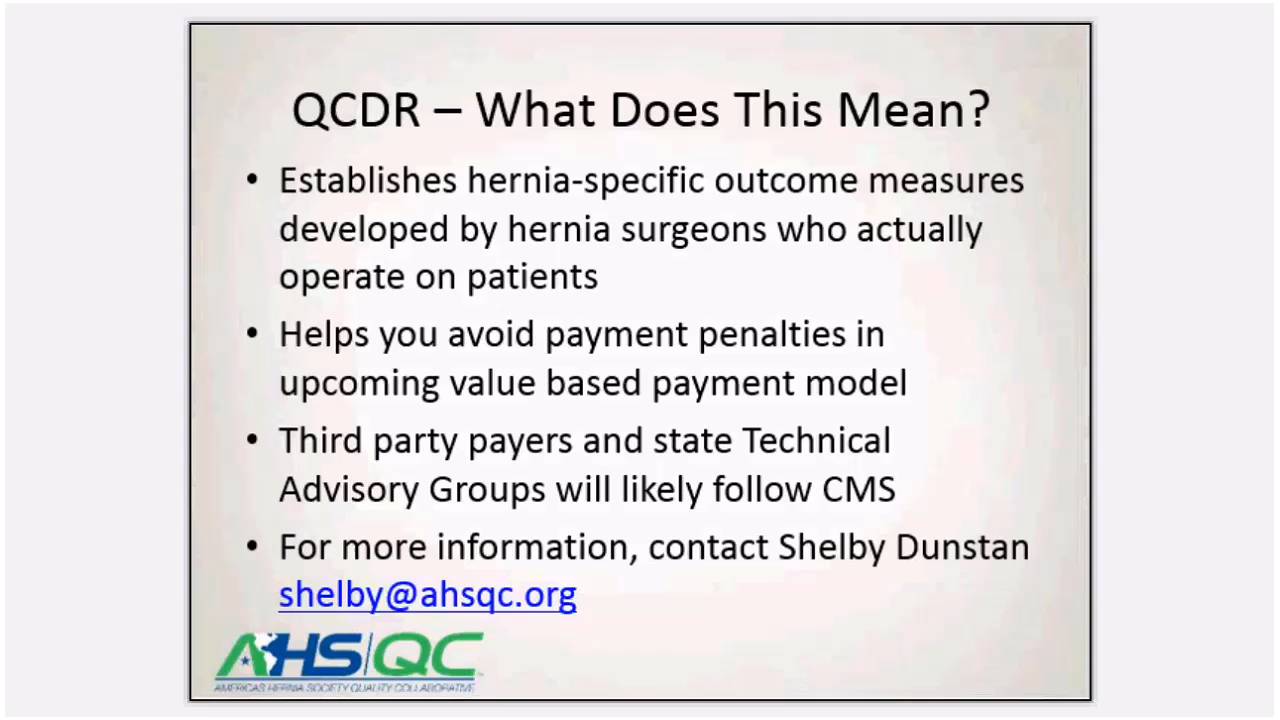 QCDR – What Does This Mean?
• Establishes hernia-specific outcome measures
developed by hernia surgeons who actually
operate on patients
• Helps you avoid payment penalties in
upcoming value based payment model
• Third party payers and state Technical
Advisory Groups will likely follow CMS
• For more information, contact Shelby Dunstan
shelby@ahsqc.org
AHS|QC
AMERICAS HERNIA SOCIETY QUALITY COLLABORATIVE